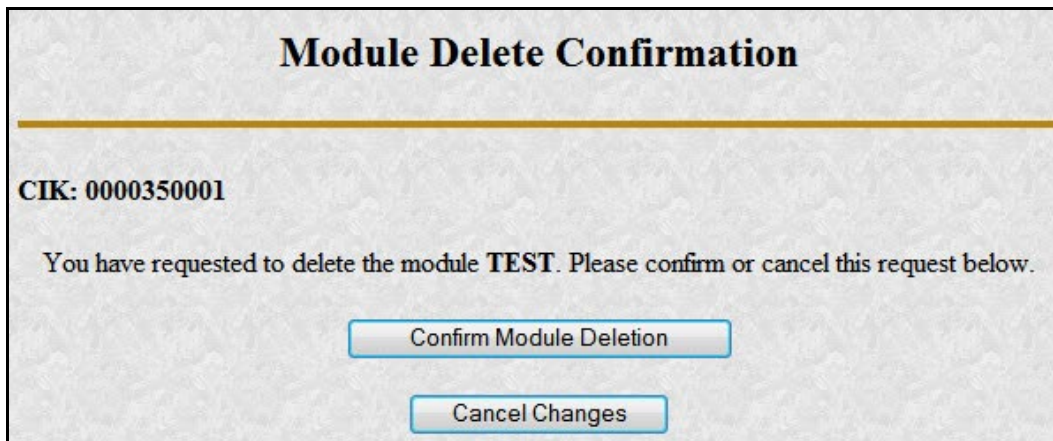 Module Delete Confirmation
CIK: 0000350001
You have requested to delete the module TEST. Please confirm or cancel this request below.
Confirm Module Deletion
Cancel Changes